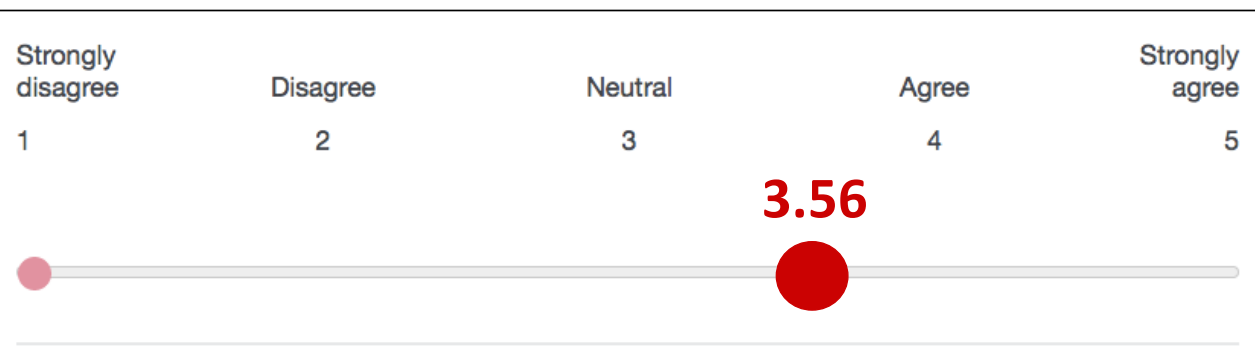 Strongly disagree
Disagree
Neutral
Agree
Strongly agree
1 2 3 4 5
3.56